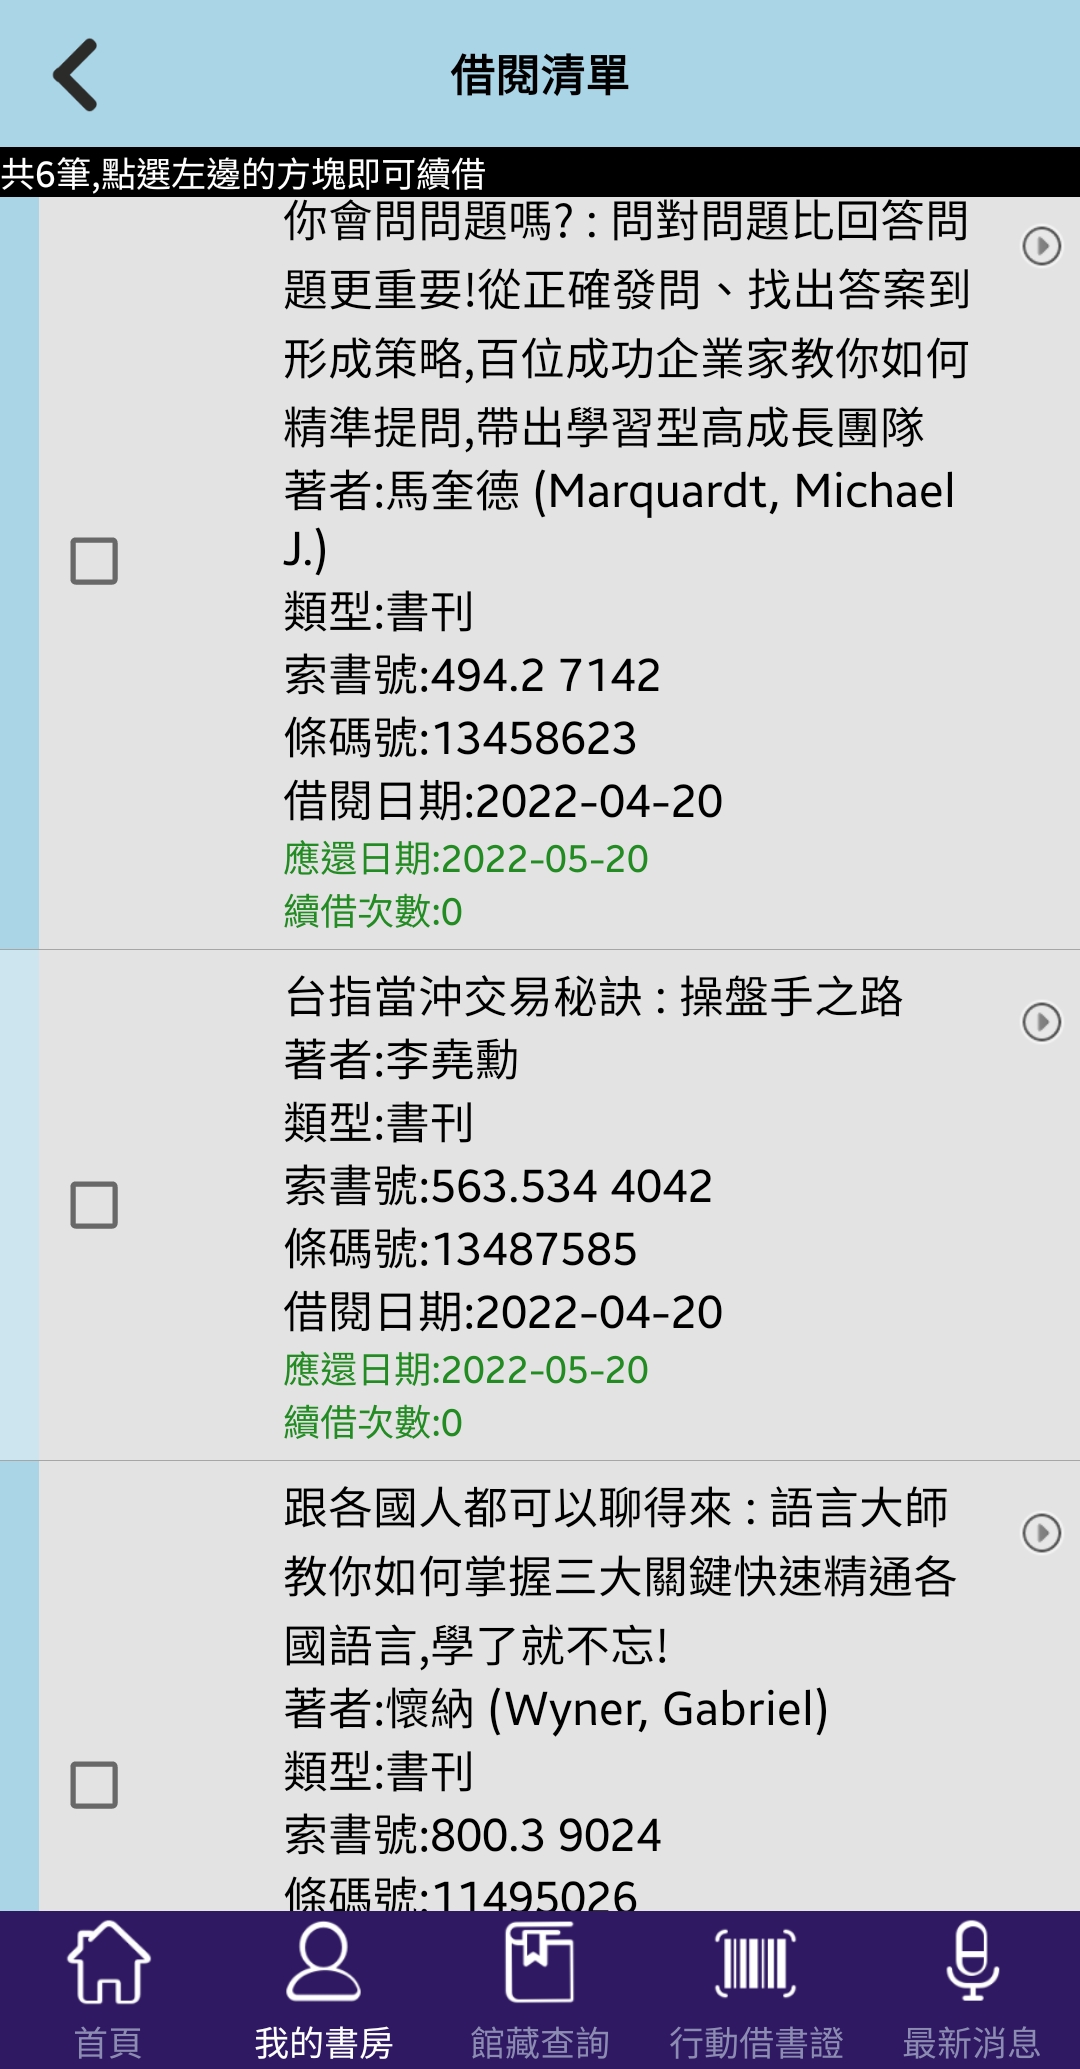 借閱清單
共6筆,點選左邊的方塊即可續借
你會問問題嗎? : 問對問題比回答問
題更重要!從正確發問、找出答案到
形成策略,百位成功企業家教你如何
精準提問,帶出學習型高成長團隊
著者:馬奎德 (Marquardt, Michael
J.)
類型:書刊
索書號:494.2 7142
條碼號:13458623
借閱日期:2022-04-20
應還日期:2022-05-20
續借次數:0
台指當沖交易秘訣 : 操盤手之路
著者:李堯勳
類型:書刊
索書號:563.534 4042
條碼號:13487585
借閱日期:2022-04-20
應還日期:2022-05-20
續借次數:0
跟各國人都可以聊得來 : 語言大師
教你如何掌握三大關鍵快速精通各
國語言,學了就不忘!
著者:懷納 (Wyner, Gabriel)
類型:書刊
索書號:800.3 9024
條碼號:11495026
首頁
我的書房
館藏查詢
行動借書證
最新消息